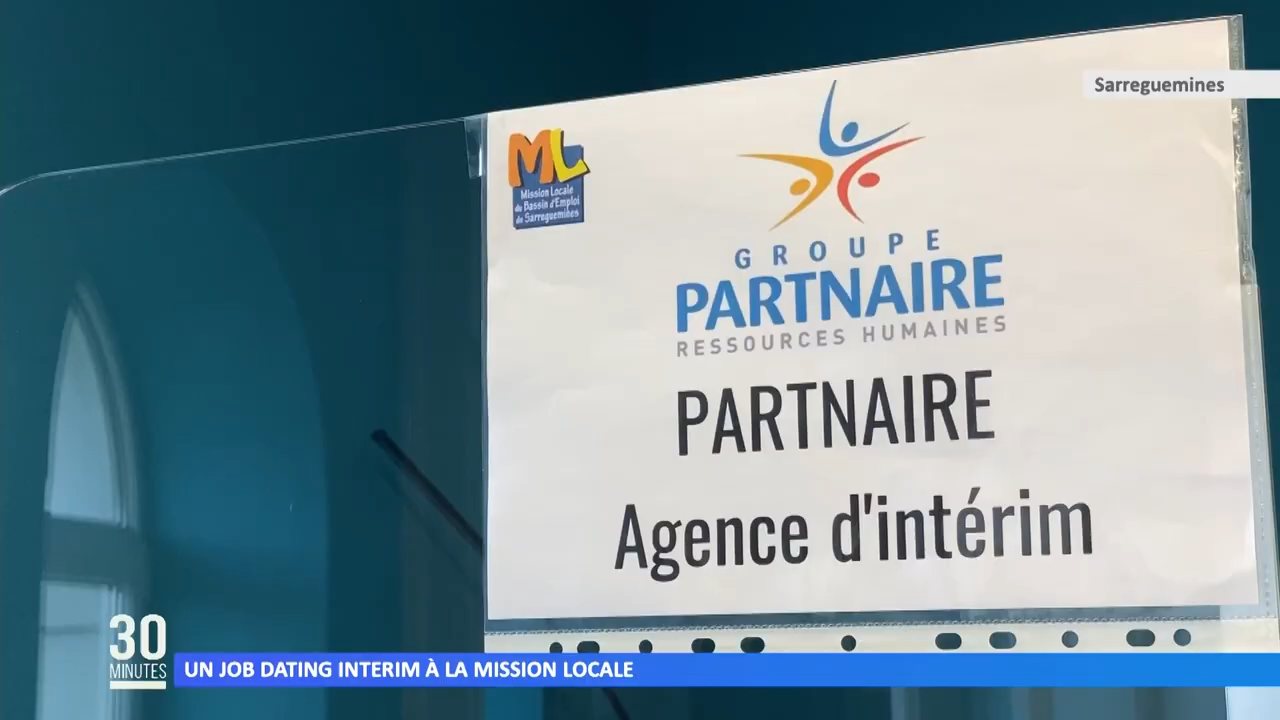 Sarreguemines
ML
Mission Locale
du Bassin d'Emploi
de Sarreguemines
GROUPE
PARTNAIRE
RESSOURCES HUMAINES
PARTNAIRE
Agence d'intérim
30
MINUTES
UN JOB DATING INTERIM À LA MISSION LOCALE